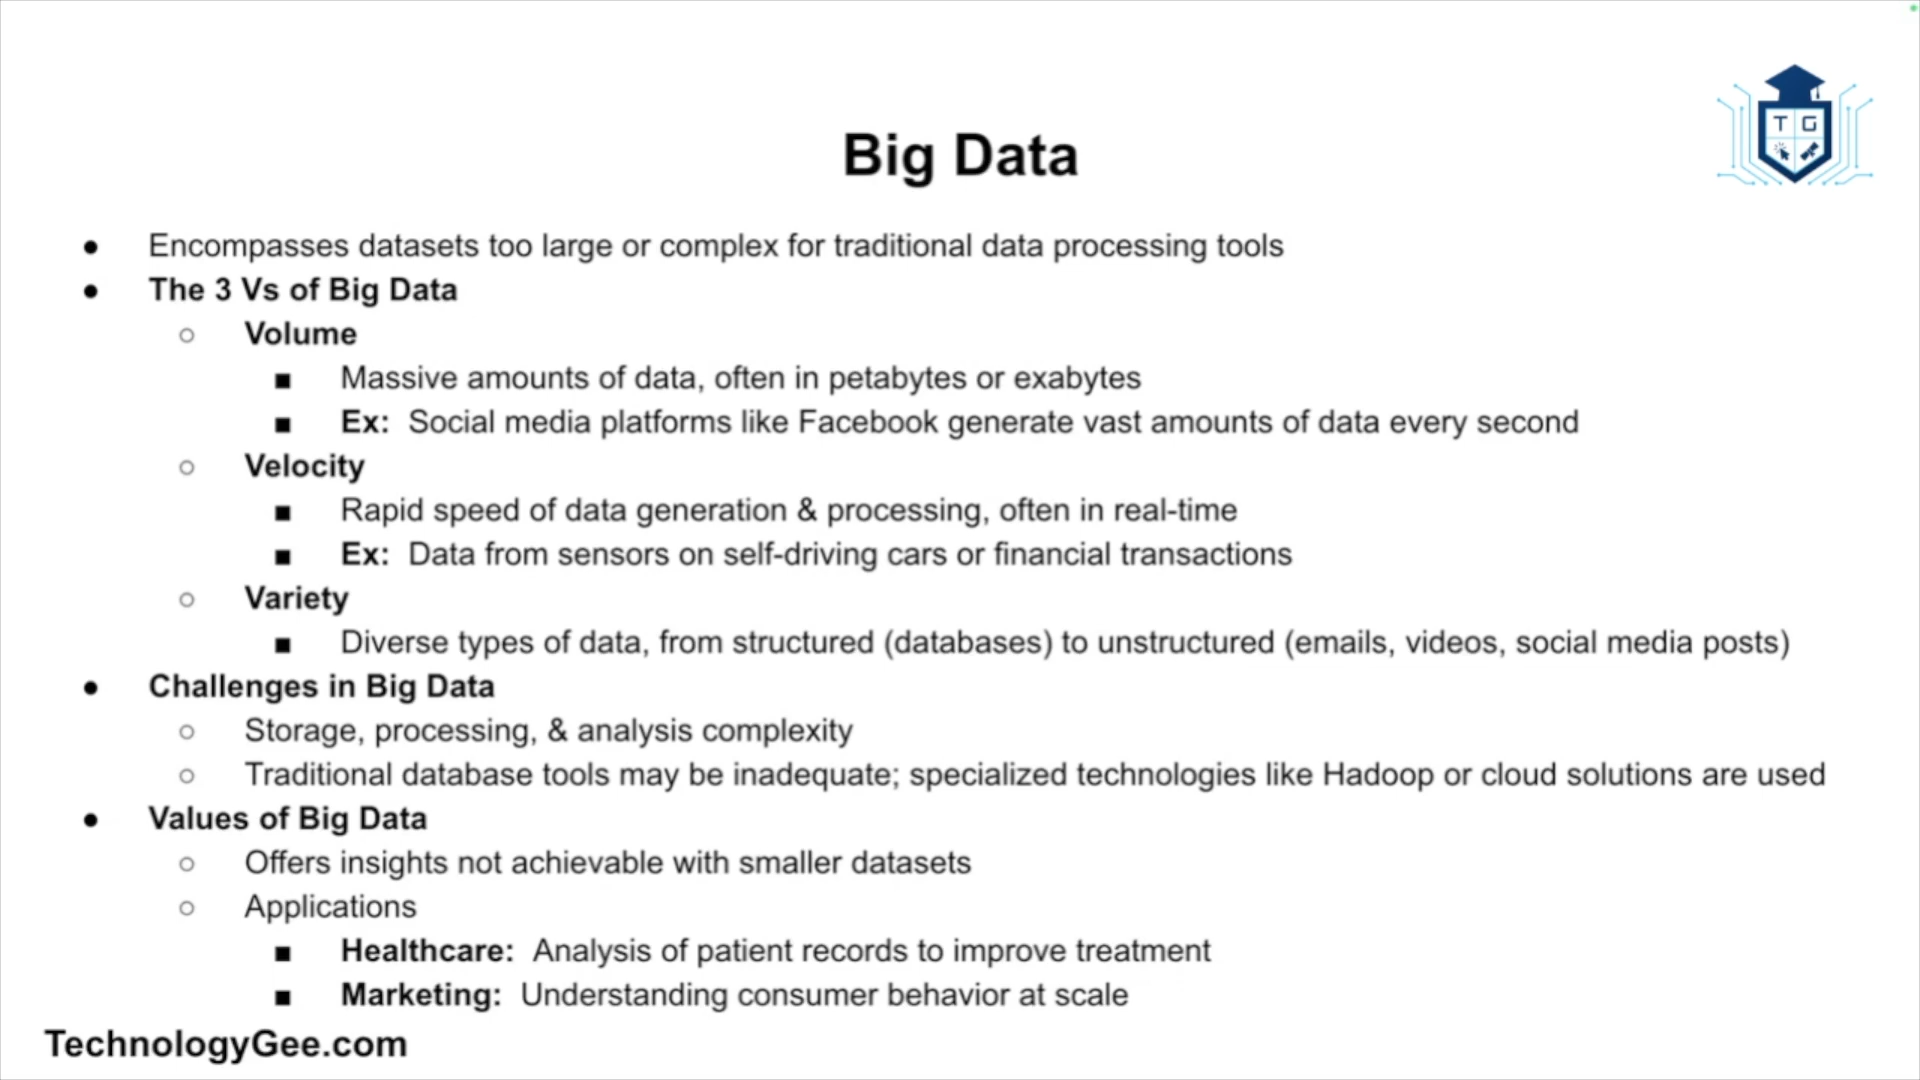 T G
Big Data
● Encompasses datasets too large or complex for traditional data processing tools
● The 3 Vs of Big Data
○ Volume
■ Massive amounts of data, often in petabytes or exabytes
■ Ex: Social media platforms like Facebook generate vast amounts of data every second
○ Velocity
■ Rapid speed of data generation & processing, often in real-time
■ Ex: Data from sensors on self-driving cars or financial transactions
○ Variety
■ Diverse types of data, from structured (databases) to unstructured (emails, videos, social media posts)
● Challenges in Big Data
○ Storage, processing, & analysis complexity
○ Traditional database tools may be inadequate; specialized technologies like Hadoop or cloud solutions are used
● Values of Big Data
○ Offers insights not achievable with smaller datasets
○ Applications
■ Healthcare: Analysis of patient records to improve treatment
■ Marketing: Understanding consumer behavior at scale
TechnologyGee.com